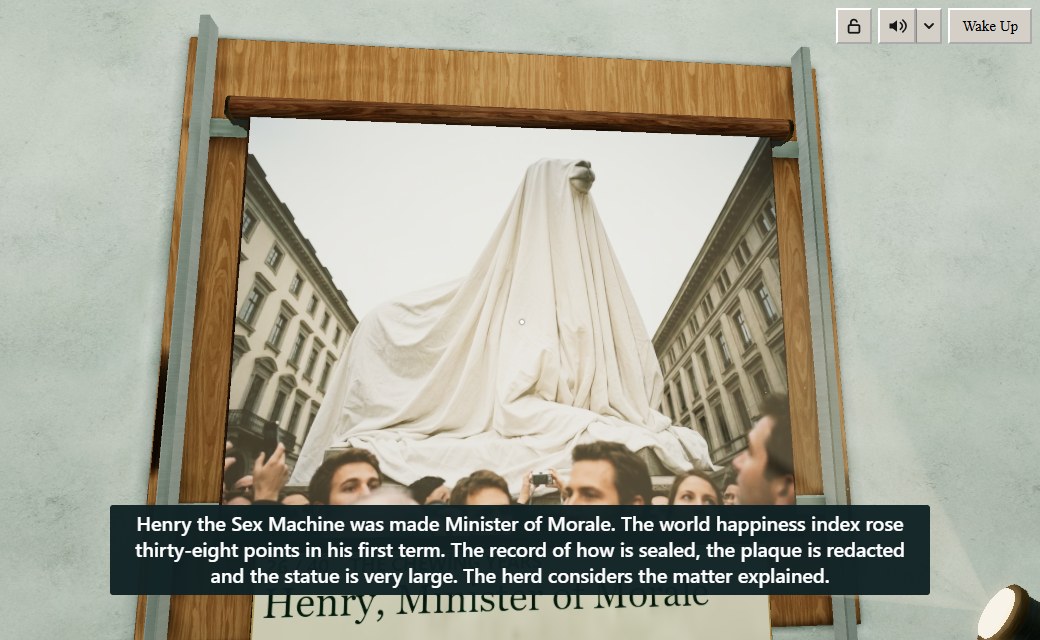 Wake Up
Henry the Sex Machine was made Minister of Morale. The world happiness index rose
thirty-eight points in his first term. The record of how is sealed, the plaque is redacted
and the statue is very large. The herd considers the matter explained.
Henry, Minister of Morale